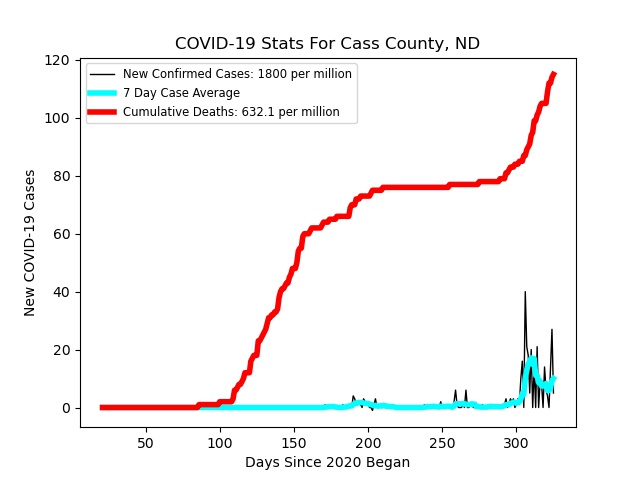 COVID-19 Stats For Cass County, ND
120
100
80
60
40
20
0
New COVID-19 Cases
New Confirmed Cases: 1800 per million
7 Day Case Average
Cumulative Deaths: 632.1 per million
50 100 150 200 250 300
Days Since 2020 Began